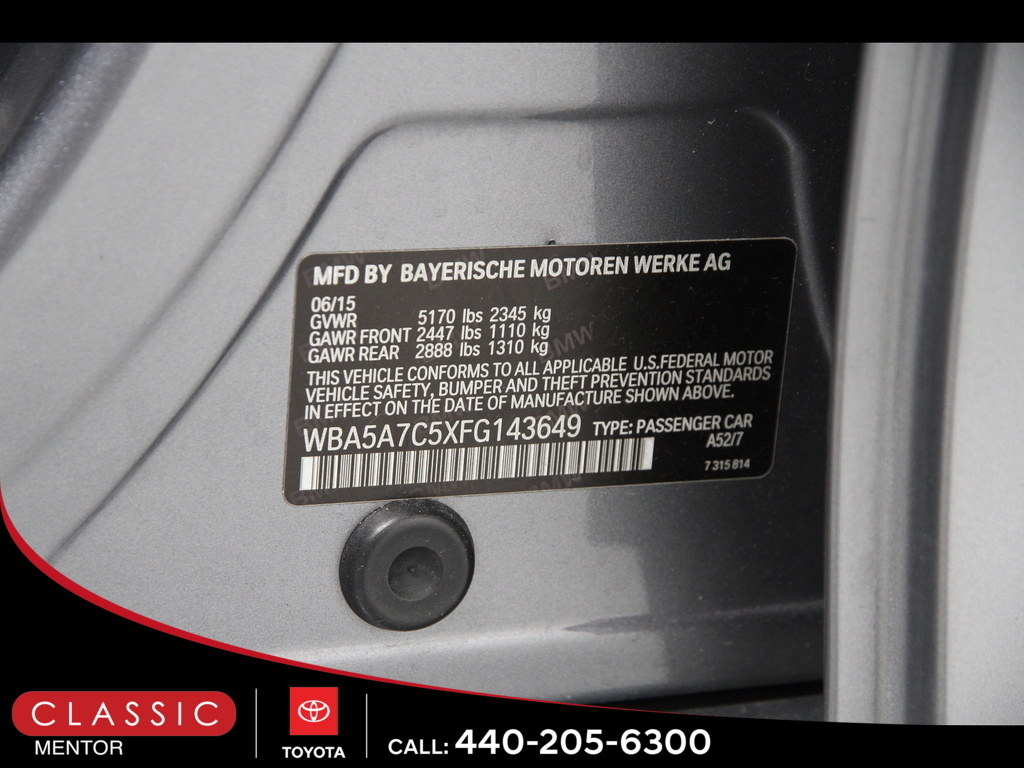 MFD BY BAYERISCHE MOTOREN WERKE AG
06/15
GVWR 5170 lbs 2345 kg
GAWR FRONT 2447 lbs 1110 kg
GAWR REAR 2888 lbs 1310 kg
THIS VEHICLE CONFORMS TO ALL APPLICABLE U.S.FEDERAL MOTOR
VEHICLE SAFETY, BUMPER AND THEFT PREVENTION STANDARDS
IN EFFECT ON THE DATE OF MANUFACTURE SHOWN ABOVE.
WBA5A7C5XFG143649 TYPE: PASSENGER CAR
A52/7
7 315 814
CLASSIC
MENTOR
TOYOTA
CALL: 440-205-6300